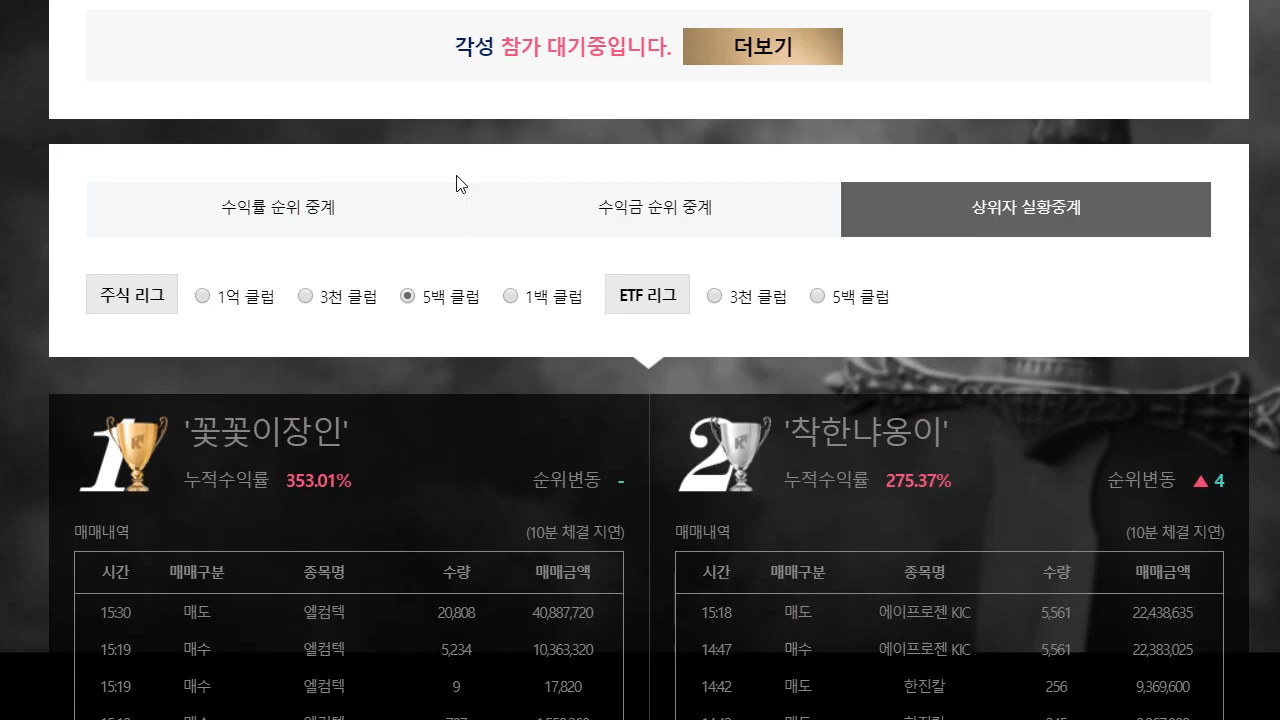 각성 참가 대기중입니다. 더보기
수익률 순위 중계 수익금 순위 중계 상위자 실황중계
주식 리그 1억 클럽 3천 클럽 5백 클럽 1백 클럽 ETF 리그 3천 클럽 5백 클럽
1 '꽃꽃이장인'
누적수익률 353.01% 순위변동 -
매매내역 (10분 체결 지연)
시간 매매구분 종목명 수량 매매금액
15:30 매도 엘컴텍 20,808 40,887,720
15:19 매수 엘컴텍 5,234 10,363,320
15:19 매수 엘컴텍 9 17,820
2 '착한냐옹이'
누적수익률 275.37% 순위변동 ▲ 4
매매내역 (10분 체결 지연)
시간 매매구분 종목명 수량 매매금액
15:18 매도 에이프로젠 KIC 5,561 22,438,635
14:47 매수 에이프로젠 KIC 5,561 22,383,025
14:42 매도 한진칼 256 9,369,600